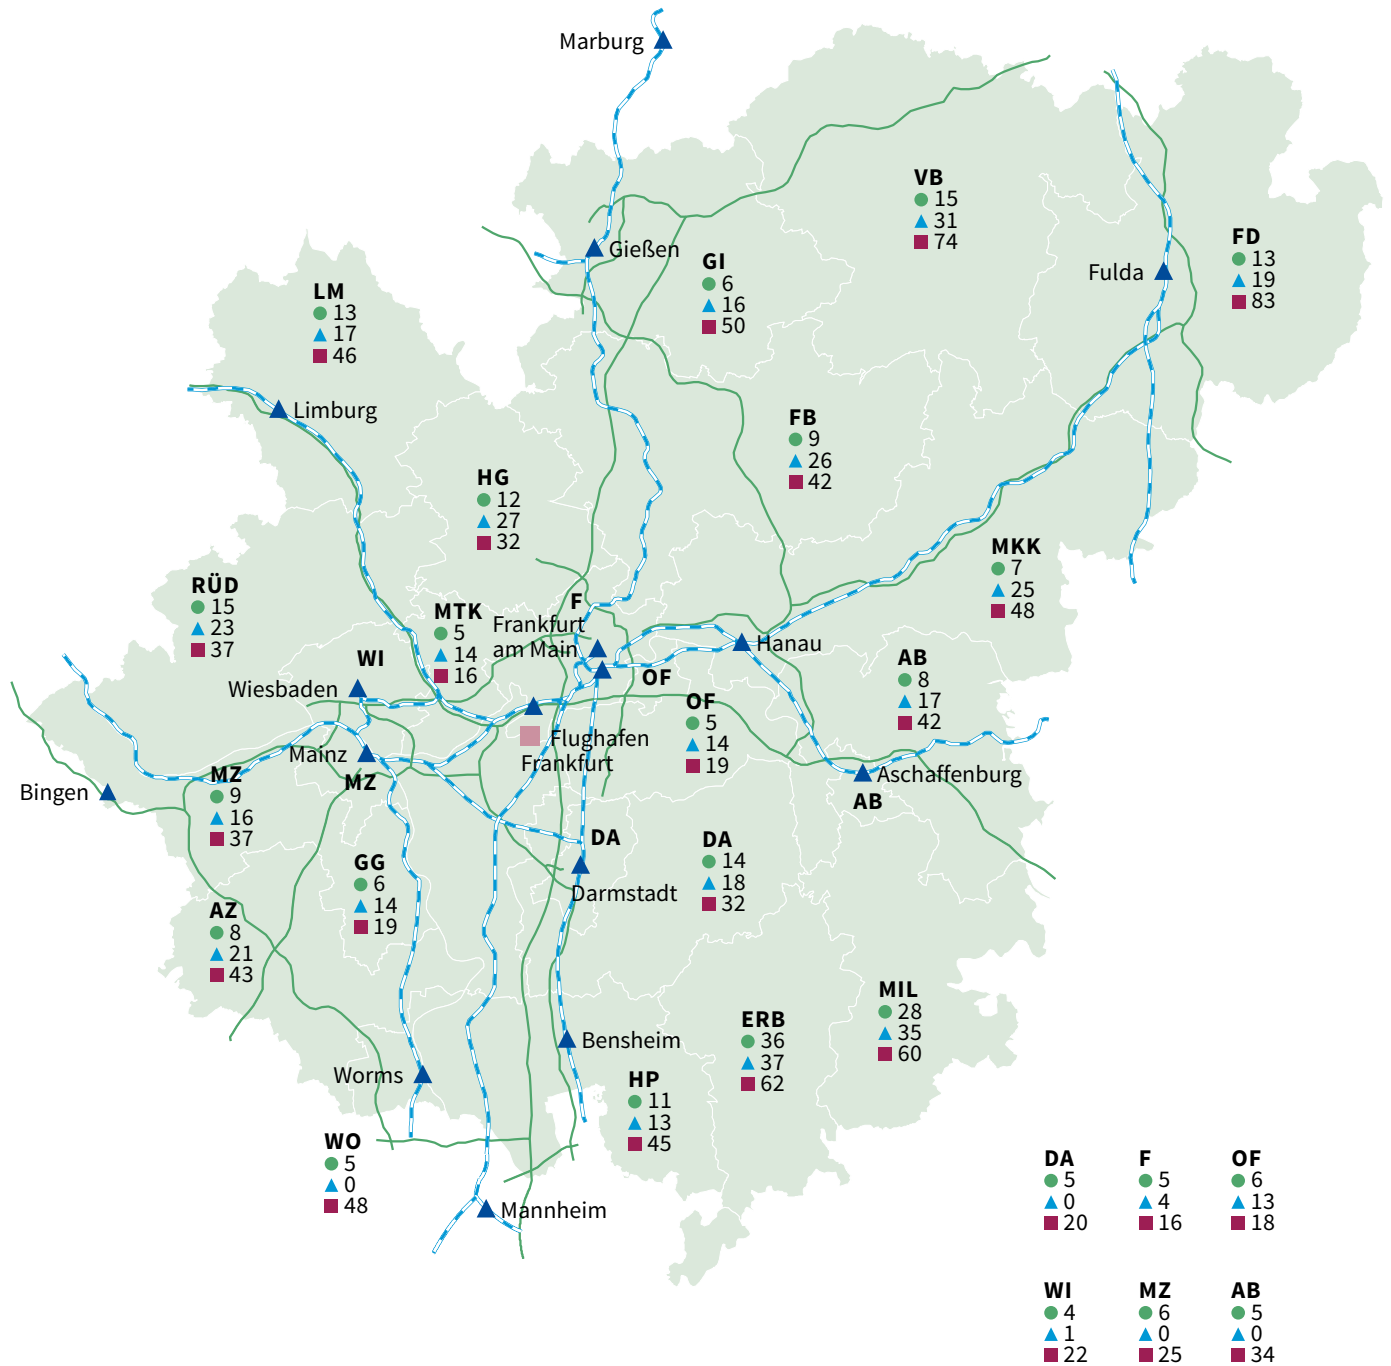 Marburg
VB
15
31
74
FD
13
19
83
Gießen
GI
6
16
50
Fulda
LM
13
17
46
Limburg
FB
9
26
42
HG
12
27
32
MKK
7
25
48
RÜD
15
23
37
MTK
5
14
16
F
Frankfurt
am Main
Hanau
WI
Wiesbaden
OF
AB
8
17
42
OF
5
14
19
Flughafen
Frankfurt
Mainz
MZ
Aschaffenburg
AB
Bingen
MZ
9
16
37
DA
DA
14
18
32
Darmstadt
GG
6
14
19
AZ
8
21
43
MIL
28
35
60
ERB
36
37
62
Bensheim
Worms
HP
11
13
45
WO
5
0
48
Mannheim
DA
5
0
20
F
5
4
16
OF
6
13
18
WI
4
1
22
MZ
6
0
25
AB
5
0
34